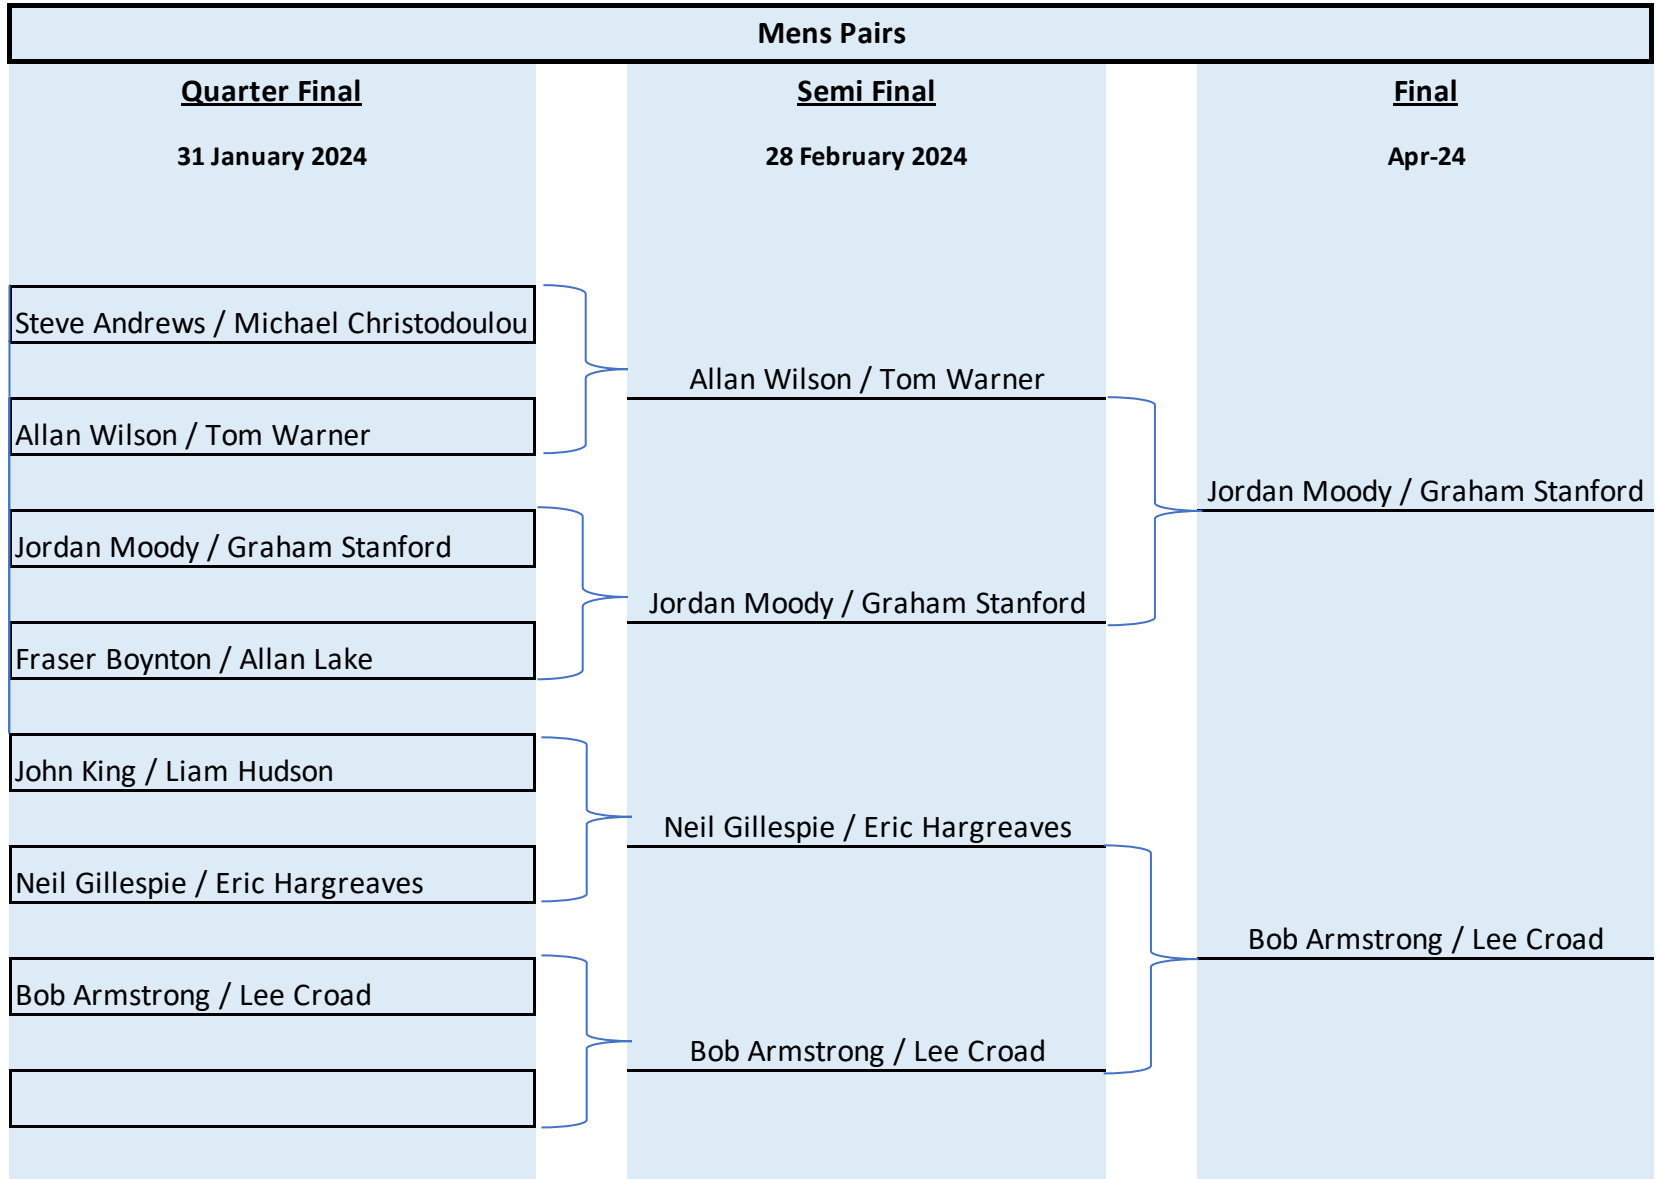 Mens Pairs
Quarter Final
31 January 2024
Steve Andrews / Michael Christodoulou
Allan Wilson / Tom Warner
Jordan Moody / Graham Stanford
Fraser Boynton / Allan Lake
John King / Liam Hudson
Neil Gillespie / Eric Hargreaves
Bob Armstrong / Lee Croad
Semi Final
28 February 2024
Allan Wilson / Tom Warner
Jordan Moody / Graham Stanford
Neil Gillespie / Eric Hargreaves
Bob Armstrong / Lee Croad
Final
Apr-24
Jordan Moody / Graham Stanford
Bob Armstrong / Lee Croad